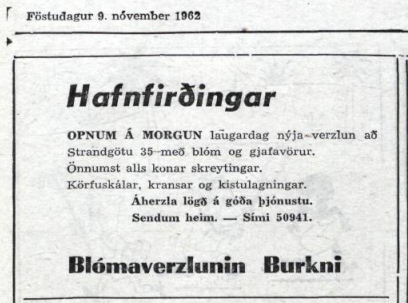 Föstudagur 9. nóvember 1962
Hafnfirðingar
OPNUM Á MORGUN laugardag nýja verzlun að
Strandgötu 35 með blóm og gjafavörur.
Önnumst alls konar skreytingar.
Körfuskálar, kransar og kistulagningar.
Áherzla lögð á góða þjónustu.
Sendum heim. — Sími 50941.
Blómaverzlunin Burkni